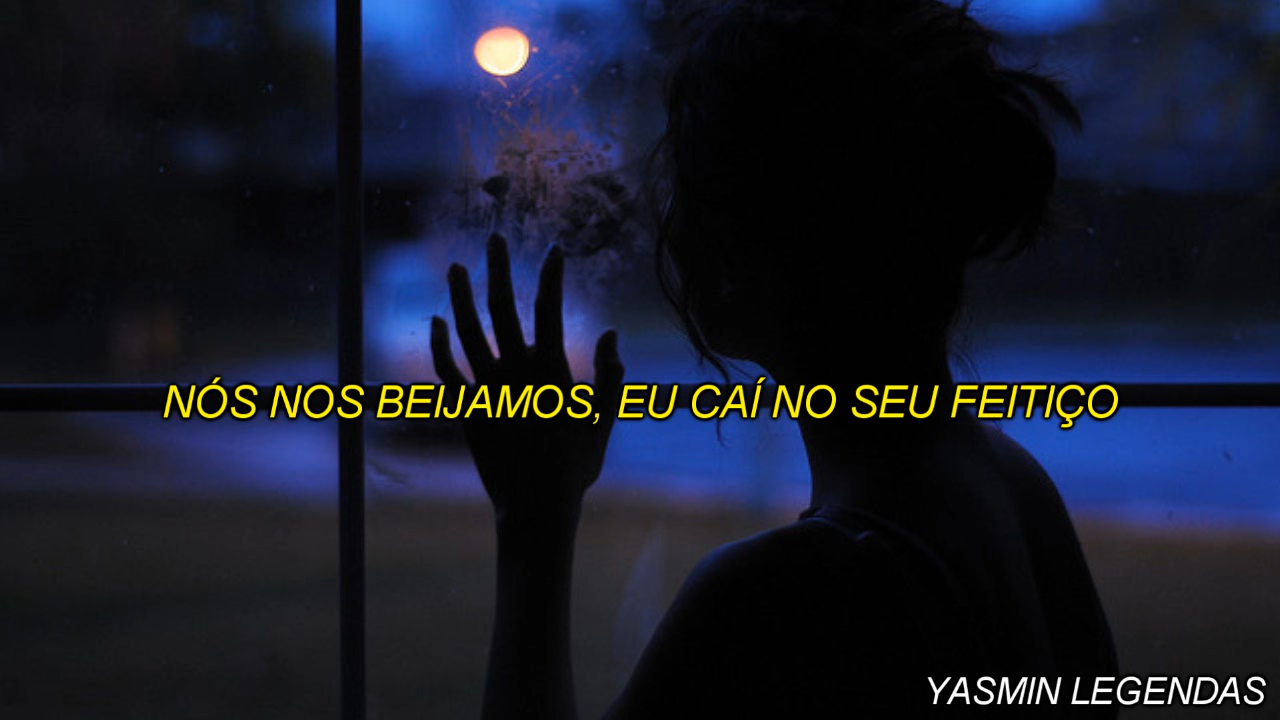 NÓS NOS BEIJAMOS, EU CAÍ NO SEU FEITIÇO
YASMIN LEGENDAS